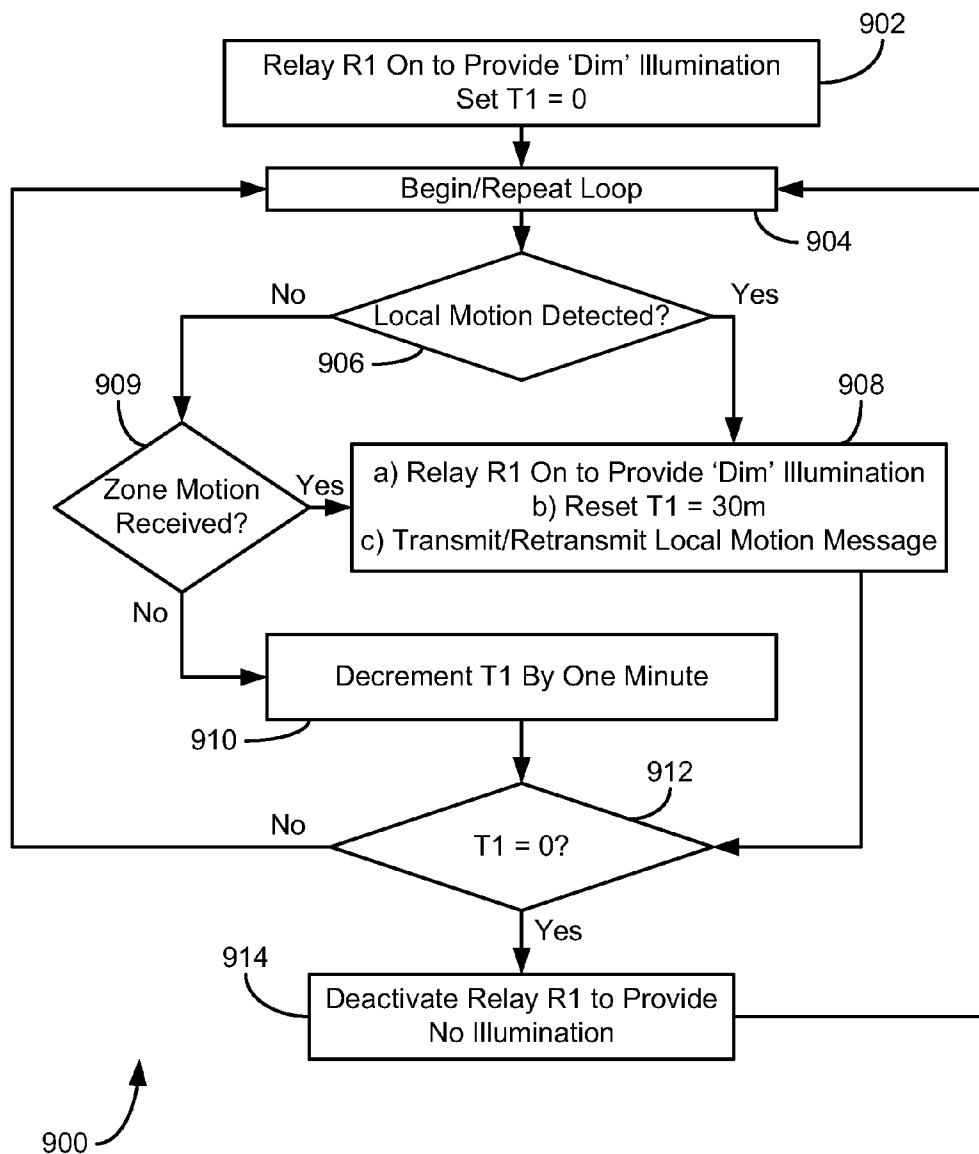 902
Relay R1 On to Provide ‘Dim’ Illumination
Set T1 = 0
Begin/Repeat Loop
904
No
Yes
Local Motion Detected?
906
909
908
Zone Motion
Received?
Yes
a) Relay R1 On to Provide ‘Dim’ Illumination
b) Reset T1 = 30m
c) Transmit/Retransmit Local Motion Message
No
Decrement T1 By One Minute
910
912
No
T1 = 0?
Yes
914
Deactivate Relay R1 to Provide
No Illumination
900